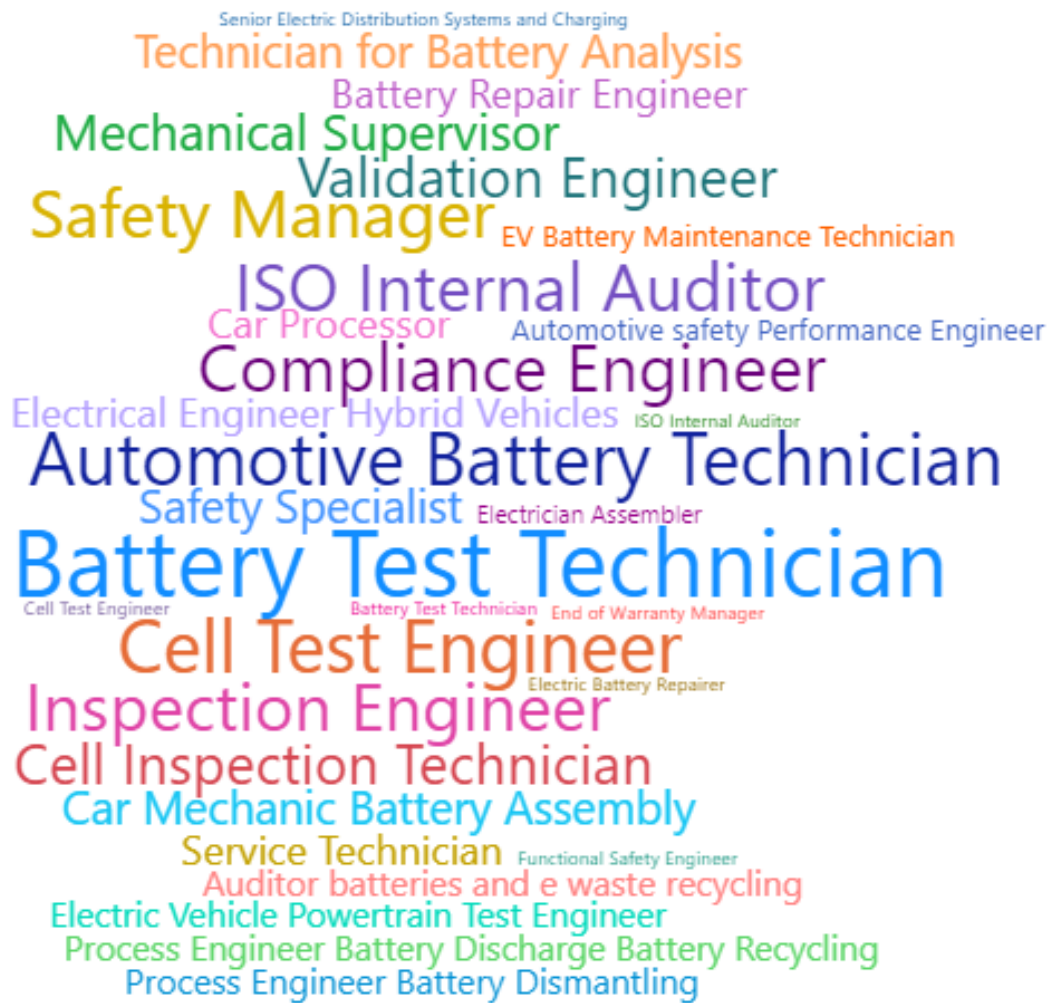 Senior Electric Distribution Systems and Charging
Technician for Battery Analysis
Battery Repair Engineer
Mechanical Supervisor
Validation Engineer
Safety Manager
EV Battery Maintenance Technician
ISO Internal Auditor
Car Processor
Automotive safety Performance Engineer
Compliance Engineer
Electrical Engineer Hybrid Vehicles
ISO Internal Auditor
Automotive Battery Technician
Safety Specialist
Electrician Assembler
Battery Test Technician
Cell Test Engineer
Battery Test Technician
End of Warranty Manager
Cell Test Engineer
Electric Battery Repairer
Inspection Engineer
Cell Inspection Technician
Car Mechanic Battery Assembly
Service Technician
Functional Safety Engineer
Auditor batteries and e waste recycling
Electric Vehicle Powertrain Test Engineer
Process Engineer Battery Discharge Battery Recycling
Process Engineer Battery Dismantling